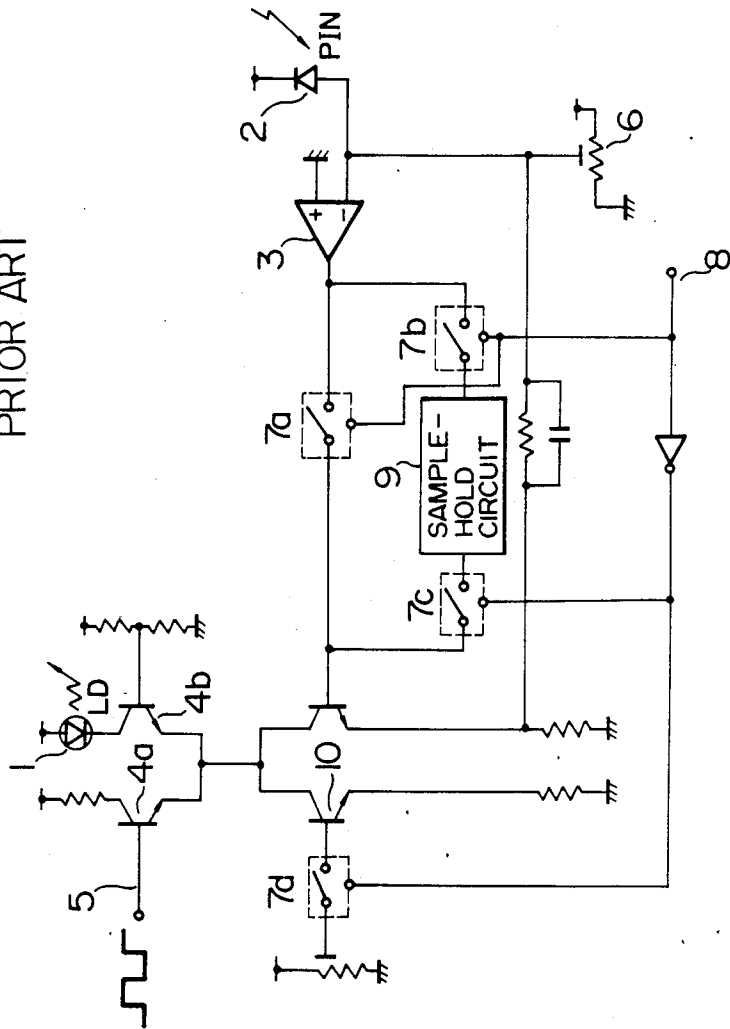 PRIOR ART
1
LD
2
PIN
5
4a
4b
3
+
−
7a
7b
6
10
7d
7c
9
SAMPLE-
HOLD
CIRCUIT
8